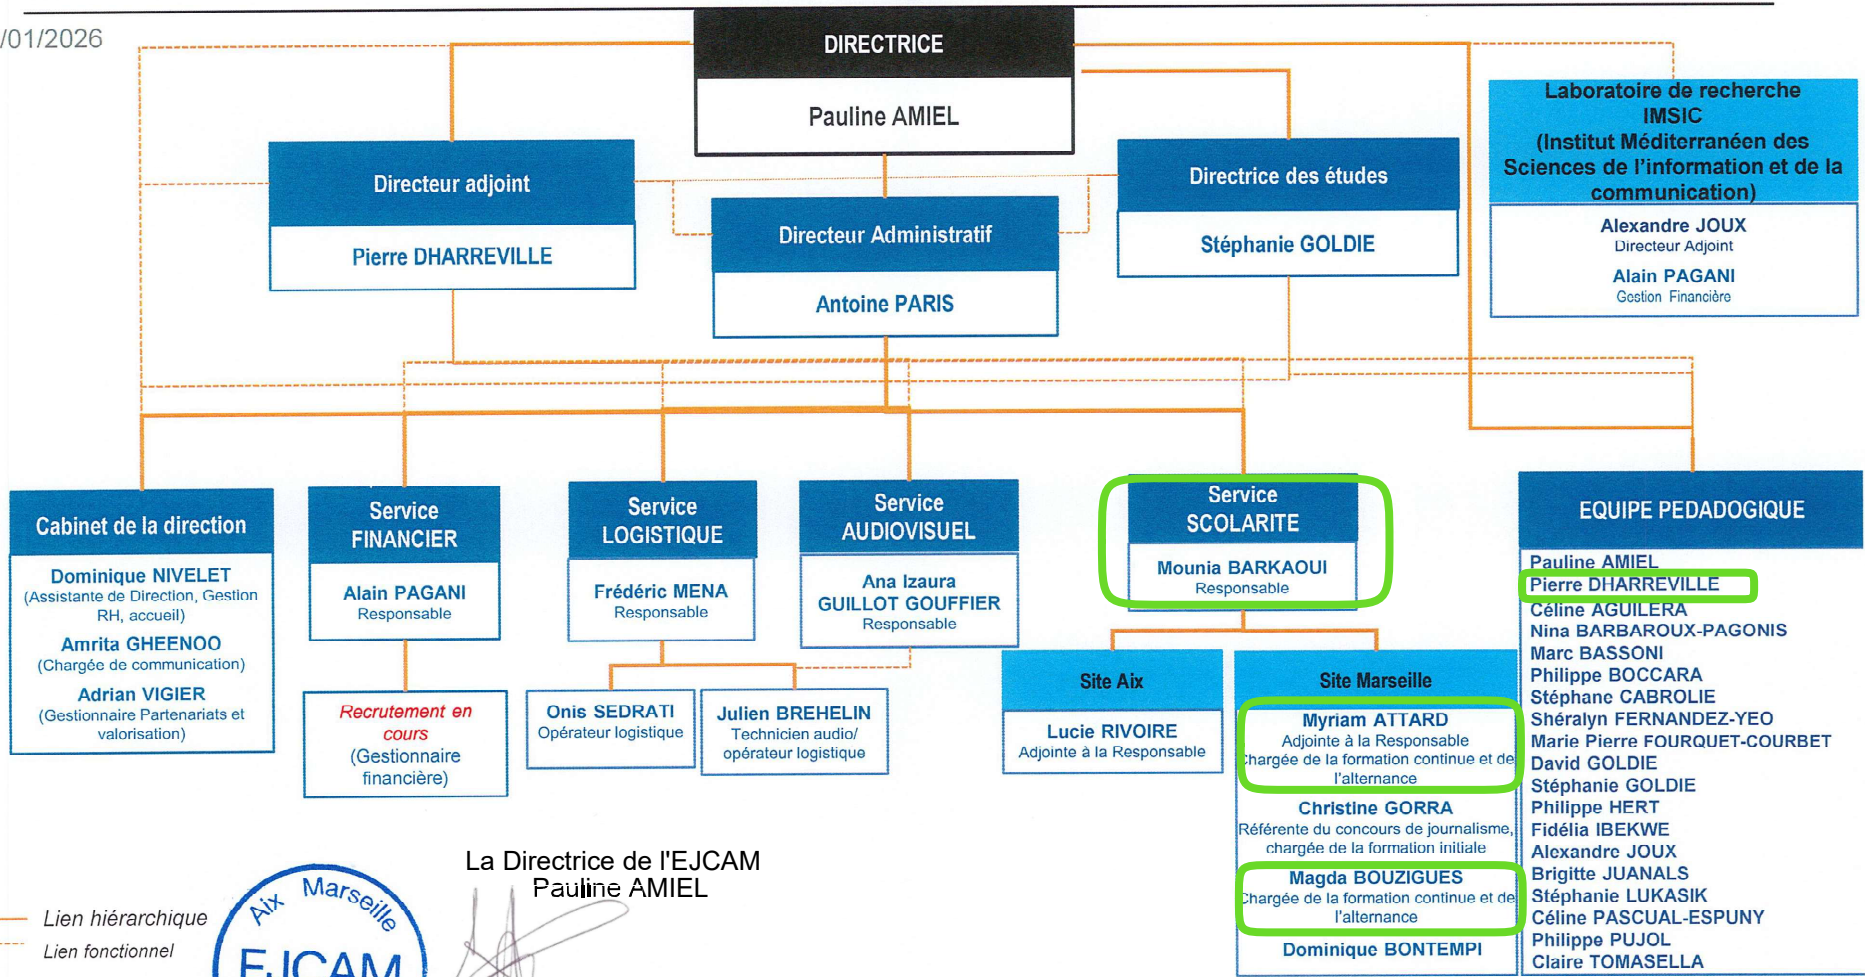 /01/2026
DIRECTRICE
Pauline AMIEL
Directeur adjoint
Pierre DHARREVILLE
Directeur Administratif
Antoine PARIS
Directrice des études
Stéphanie GOLDIE
Laboratoire de recherche
IMSIC
(Institut Méditerranéen des
Sciences de l'information et de la
communication)
Alexandre JOUX
Directeur Adjoint
Alain PAGANI
Gestion Financière
Cabinet de la direction
Dominique NIVELET
(Assistante de Direction, Gestion
RH, accueil)
Amrita GHEENOO
(Chargée de communication)
Adrian VIGIER
(Gestionnaire Partenariats et
valorisation)
Service
FINANCIER
Alain PAGANI
Responsable
Recrutement en
cours
(Gestionnaire
financière)
Service
LOGISTIQUE
Frédéric MENA
Responsable
Onis SEDRATI
Opérateur logistique
Julien BREHELIN
Technicien audio/
opérateur logistique
Service
AUDIOVISUEL
Ana Izaura
GUILLOT GOUFFIER
Responsable
Service
SCOLARITE
Mounia BARKAOUI
Responsable
Site Aix
Lucie RIVOIRE
Adjointe à la Responsable
Site Marseille
Myriam ATTARD
Adjointe à la Responsable
Chargée de la formation continue et de
l'alternance
Christine GORRA
Référente du concours de journalisme,
chargée de la formation initiale
Magda BOUZIGUES
Chargée de la formation continue et de
l'alternance
Dominique BONTEMPI
EQUIPE PEDADOGIQUE
Pauline AMIEL
Pierre DHARREVILLE
Céline AGUILERA
Nina BARBAROUX-PAGONIS
Marc BASSONI
Philippe BOCCARA
Stéphane CABROLIE
Shéralyn FERNANDEZ-YEO
Marie Pierre FOURQUET-COURBET
David GOLDIE
Stéphanie GOLDIE
Philippe HERT
Fidélia IBEKWE
Alexandre JOUX
Brigitte JUANALS
Stéphanie LUKASIK
Céline PASCUAL-ESPUNY
Philippe PUJOL
Claire TOMASELLA
La Directrice de l'EJCAM
Pauline AMIEL
Lien hiérarchique
Lien fonctionnel
Aix Marseille
EJCAM